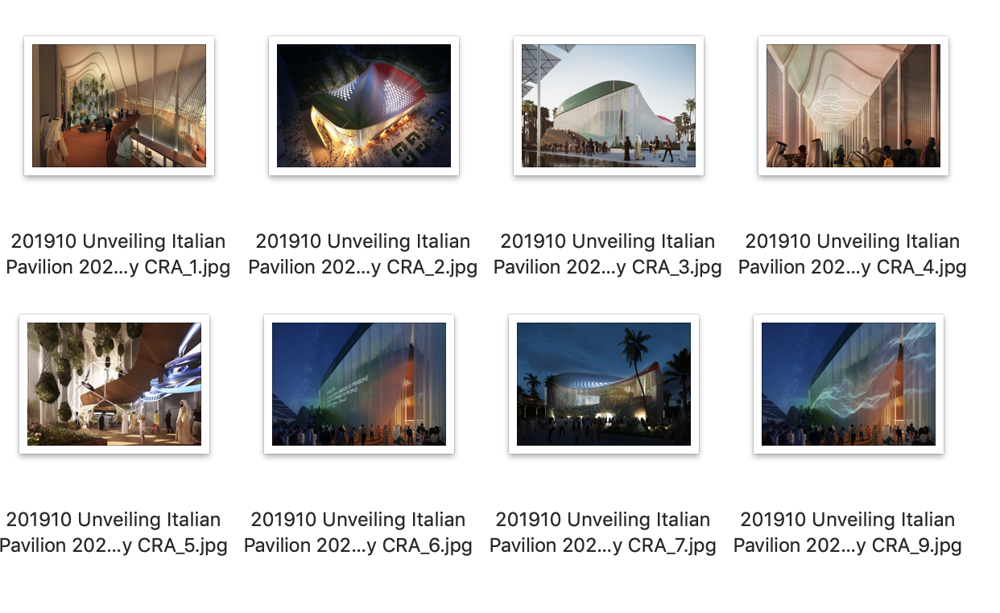 201910 Unveiling Italian
Pavilion 202...y CRA_1.jpg
201910 Unveiling Italian
Pavilion 202...y CRA_2.jpg
201910 Unveiling Italian
Pavilion 202...y CRA_3.jpg
201910 Unveiling Italian
Pavilion 202...y CRA_4.jpg
201910 Unveiling Italian
Pavilion 202...y CRA_5.jpg
201910 Unveiling Italian
Pavilion 202...y CRA_6.jpg
201910 Unveiling Italian
Pavilion 202...y CRA_7.jpg
201910 Unveiling Italian
Pavilion 202...y CRA_9.jpg